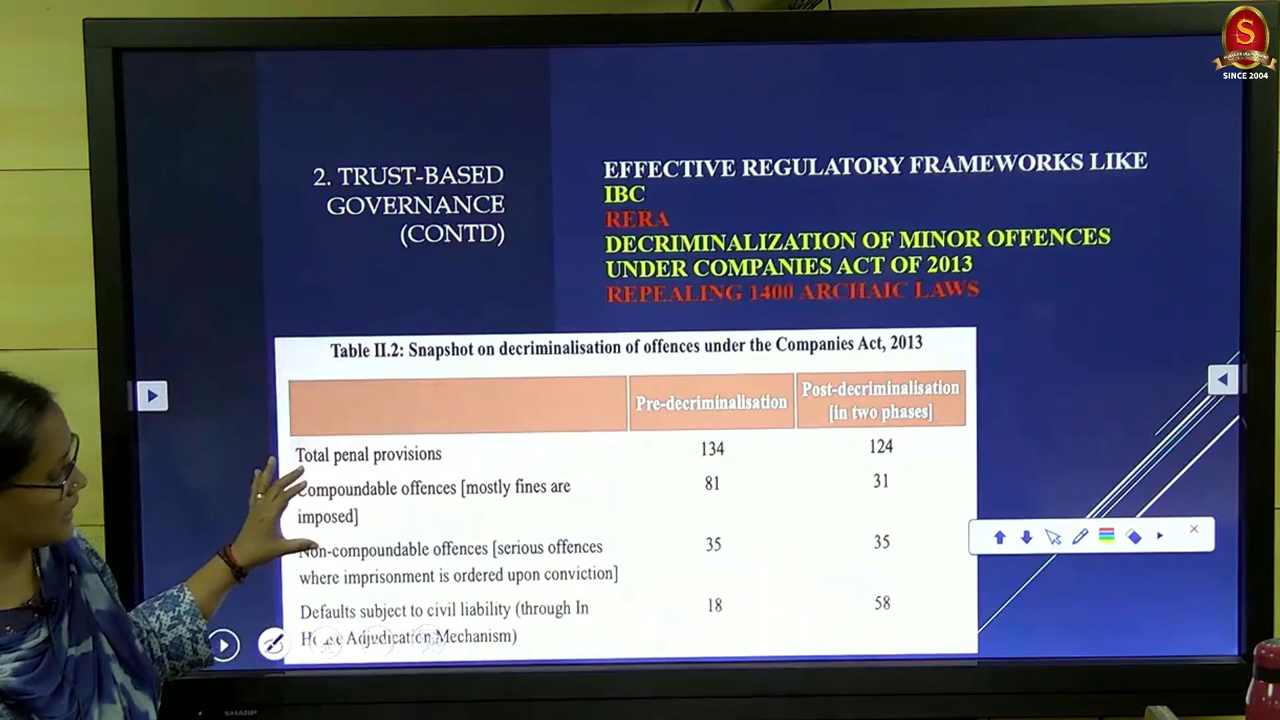 S
SINCE 2004
2. TRUST-BASED
GOVERNANCE
(CONTD)
EFFECTIVE REGULATORY FRAMEWORKS LIKE
IBC
RERA
DECRIMINALIZATION OF MINOR OFFENCES
UNDER COMPANIES ACT OF 2013
REPEALING 1400 ARCHAIC LAWS
Table II.2: Snapshot on decriminalisation of offences under the Companies Act, 2013
Pre-decriminalisation
Post-decriminalisation
[in two phases]
Total penal provisions 134 124
Compoundable offences [mostly fines are
imposed] 81 31
Non-compoundable offences [serious offences
where imprisonment is ordered upon conviction] 35 35
Defaults subject to civil liability (through In
House Adjudication Mechanism) 18 58
SHARP